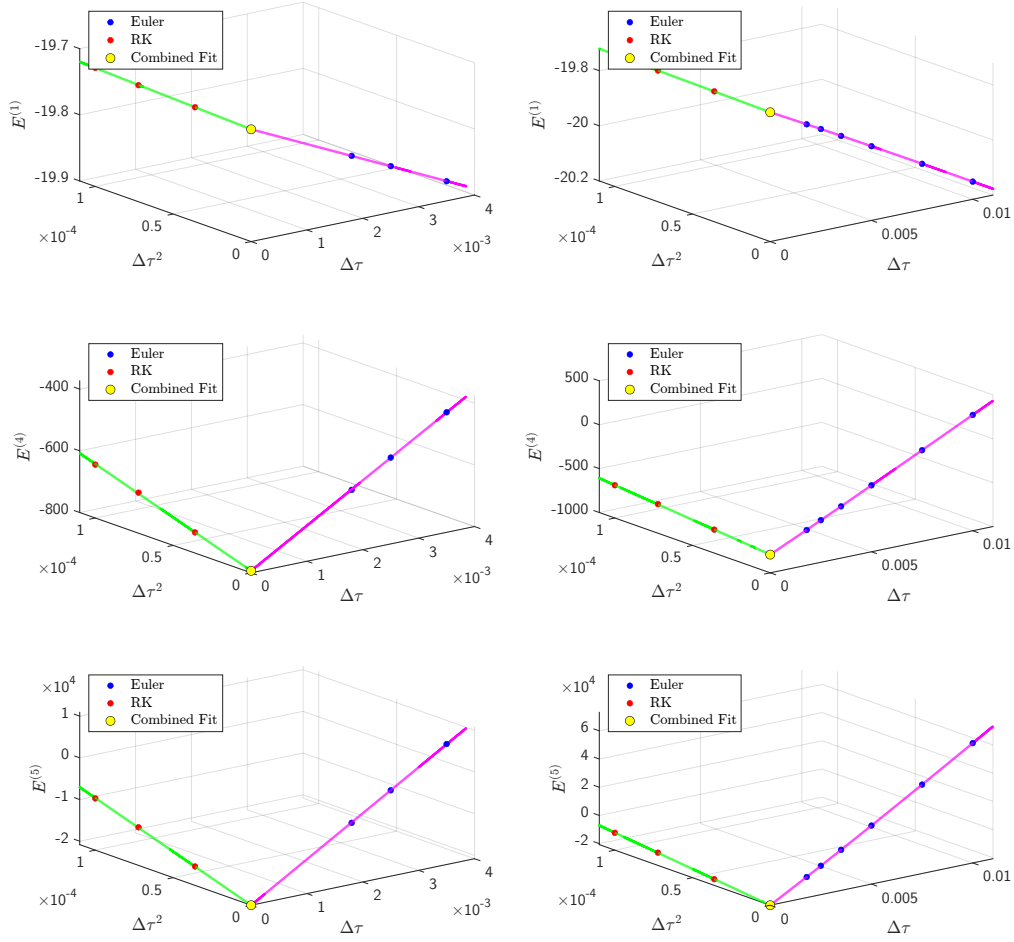 Euler
RK
Combined Fit
-19.7
-19.8
-19.9
E^{(1)}
1
0.5
0
×10^{-4}
Δτ^2
0
1
2
3
4
×10^{-3}
Δτ
Euler
RK
Combined Fit
-19.8
-20
-20.2
E^{(1)}
1
0.5
0
×10^{-4}
Δτ^2
0
0.005
0.01
Δτ
Euler
RK
Combined Fit
-400
-600
-800
E^{(4)}
1
0.5
0
×10^{-4}
Δτ^2
0
1
2
3
4
×10^{-3}
Δτ
Euler
RK
Combined Fit
500
0
-500
-1000
E^{(4)}
1
0.5
0
×10^{-4}
Δτ^2
0
0.005
0.01
Δτ
×10^4
Euler
RK
Combined Fit
1
0
-1
-2
E^{(5)}
1
0.5
0
×10^{-4}
Δτ^2
0
1
2
3
4
×10^{-3}
Δτ
×10^4
Euler
RK
Combined Fit
6
4
2
0
-2
E^{(5)}
1
0.5
0
×10^{-4}
Δτ^2
0
0.005
0.01
Δτ